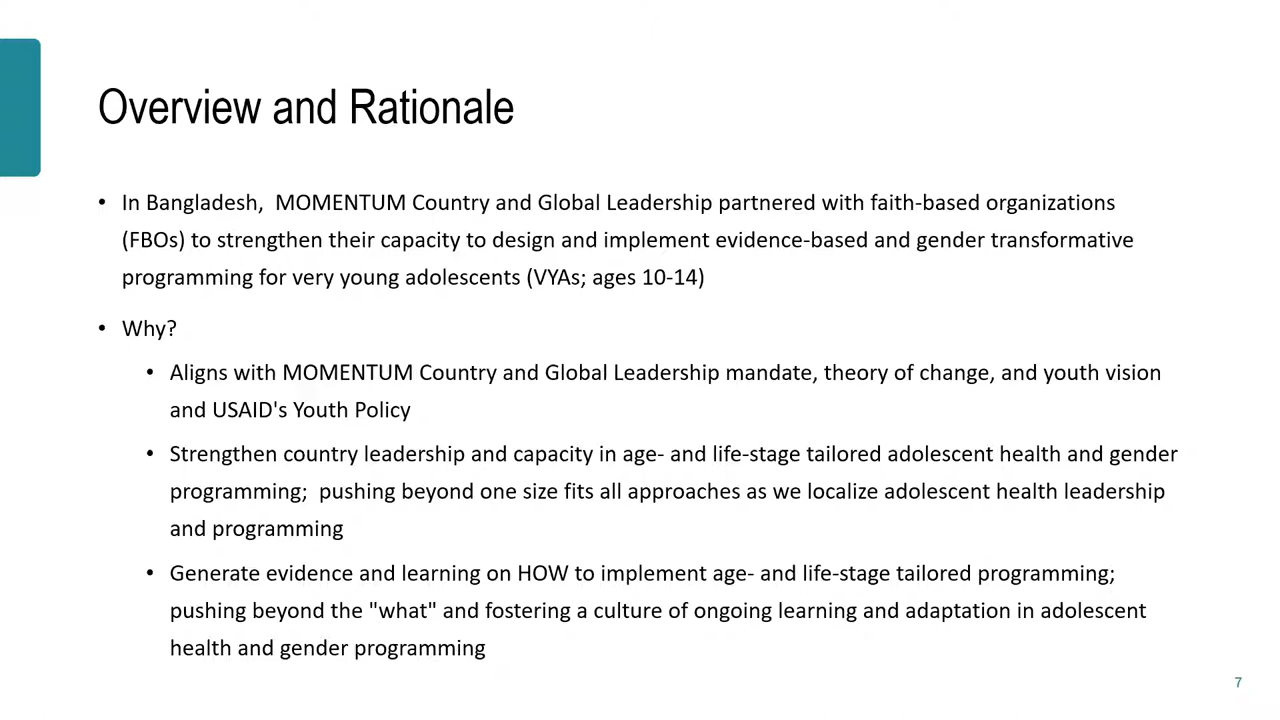 Overview and Rationale
• In Bangladesh,  MOMENTUM Country and Global Leadership partnered with faith-based organizations
(FBOs) to strengthen their capacity to design and implement evidence-based and gender transformative
programming for very young adolescents (VYAs; ages 10-14)
• Why?
• Aligns with MOMENTUM Country and Global Leadership mandate, theory of change, and youth vision
and USAID's Youth Policy
• Strengthen country leadership and capacity in age- and life-stage tailored adolescent health and gender
programming;  pushing beyond one size fits all approaches as we localize adolescent health leadership
and programming
• Generate evidence and learning on HOW to implement age- and life-stage tailored programming;
pushing beyond the "what" and fostering a culture of ongoing learning and adaptation in adolescent
health and gender programming
7